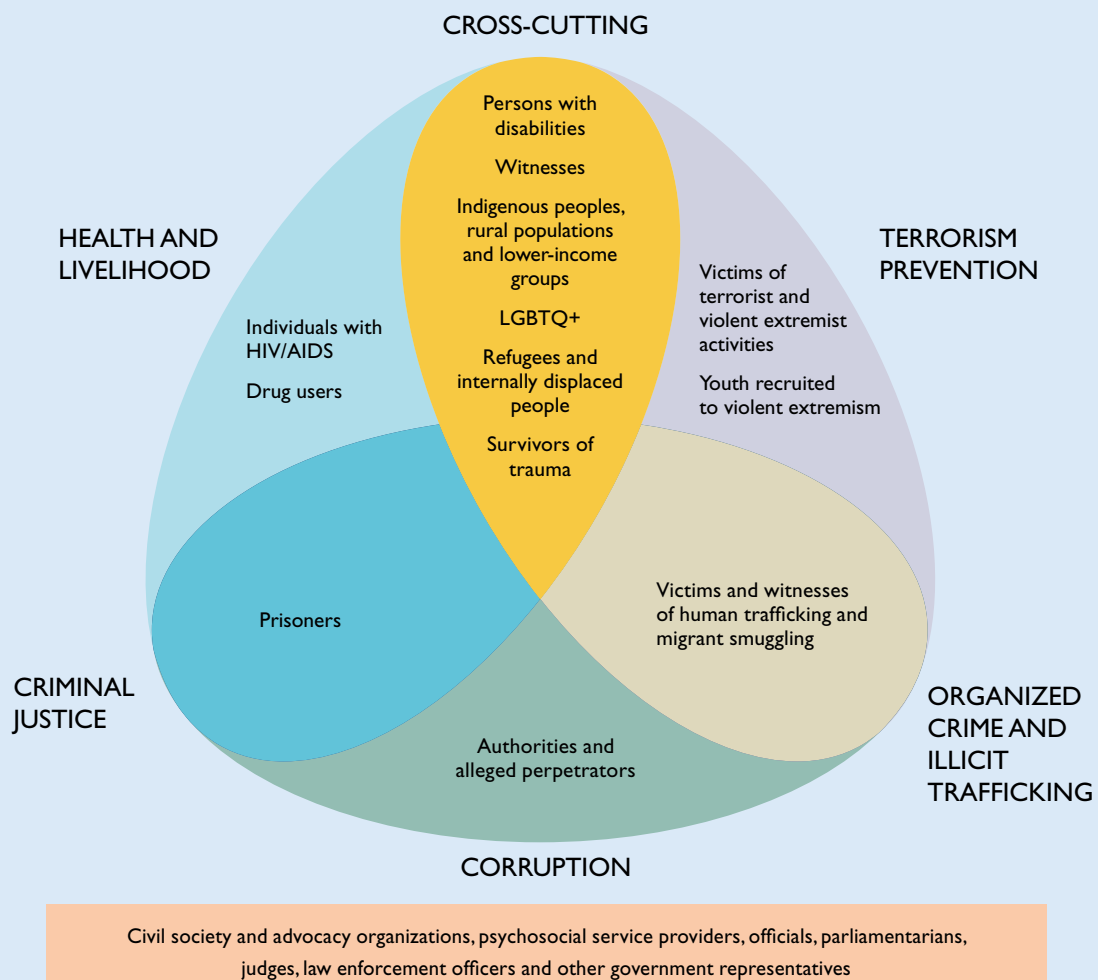 CROSS-CUTTING
Persons with
disabilities
Witnesses
Indigenous peoples,
rural populations
and lower-income
groups
LGBTQ+
Refugees and
internally displaced
people
Survivors of
trauma
HEALTH AND
LIVELIHOOD
Individuals with
HIV/AIDS
Drug users
TERRORISM
PREVENTION
Victims of
terrorist and
violent extremist
activities
Youth recruited
to violent extremism
Prisoners
CRIMINAL
JUSTICE
Victims and witnesses
of human trafficking and
migrant smuggling
ORGANIZED
CRIME AND
ILLICIT
TRAFFICKING
Authorities and
alleged perpetrators
CORRUPTION
Civil society and advocacy organizations, psychosocial service providers, officials, parliamentarians,
judges, law enforcement officers and other government representatives